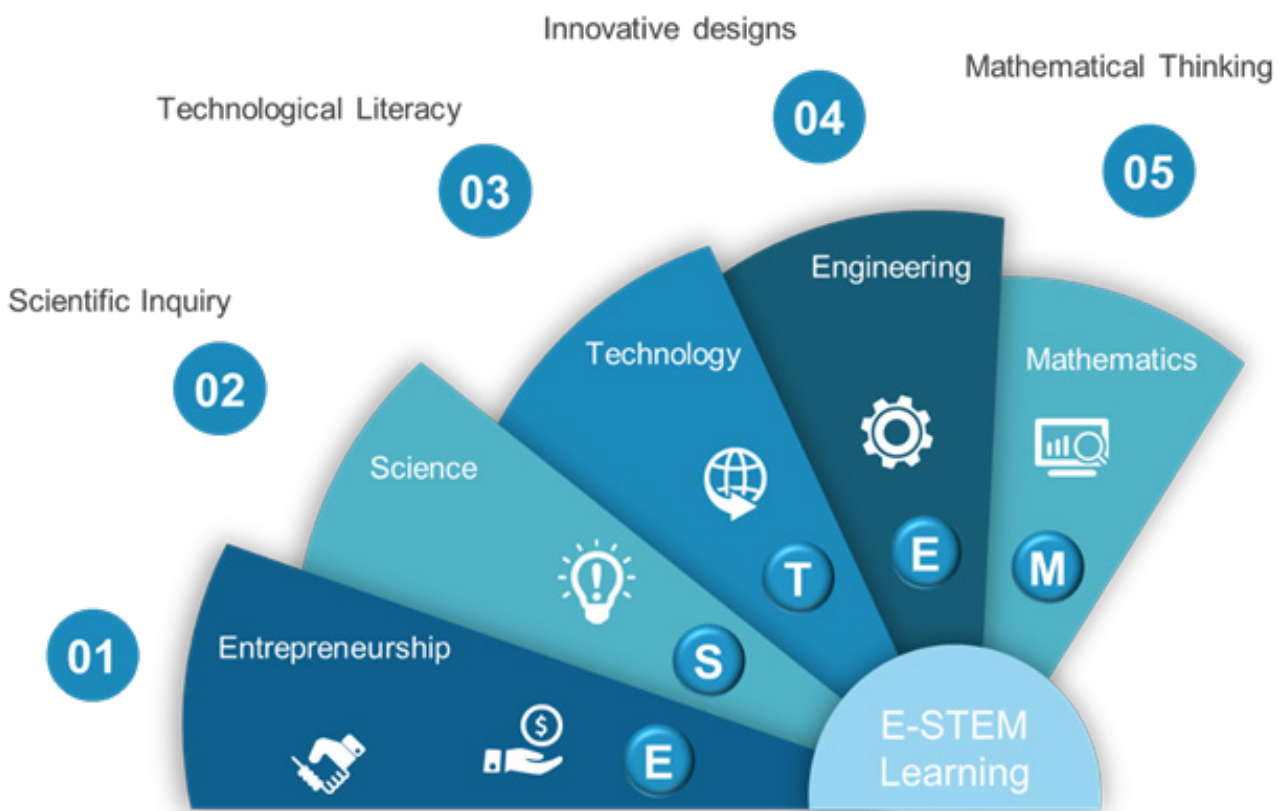 Innovative designs
Mathematical Thinking
Technological Literacy
04
05
03
Engineering
Scientific Inquiry
Technology
Mathematics
02
Science
E
T
M
01
Entrepreneurship
S
$
E
E-STEM
Learning